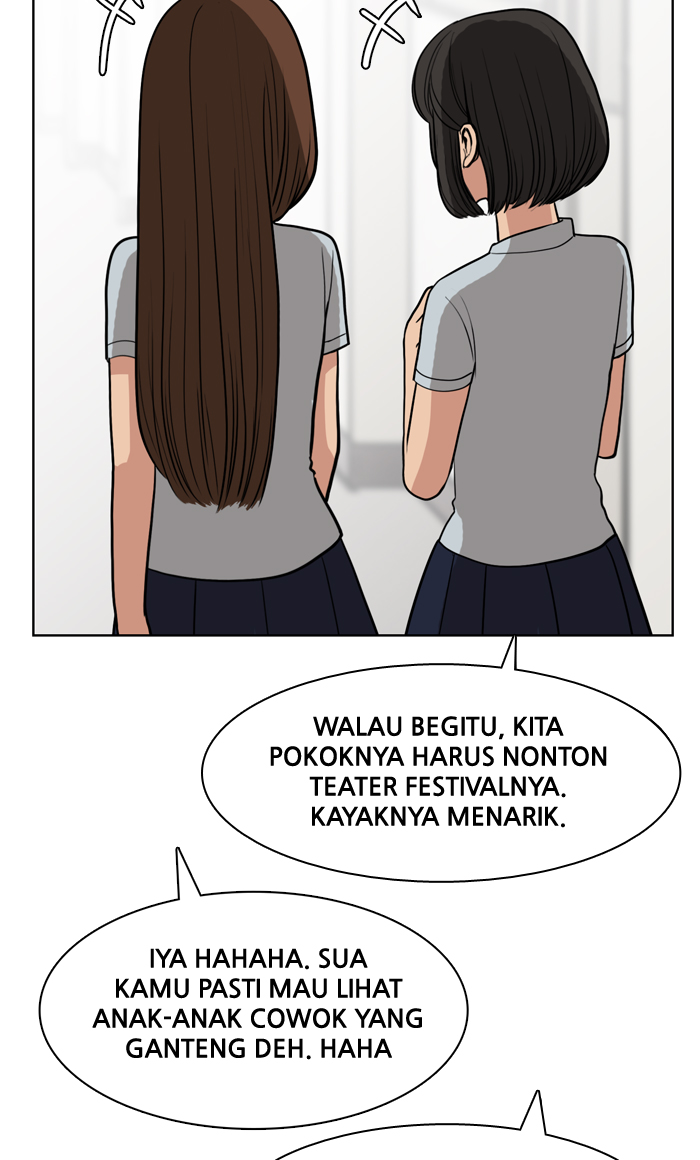 WALAU BEGITU, KITA
POKOKNYA HARUS NONTON
TEATER FESTIVALNYA.
KAYAKNYA MENARIK.
IYA HAHAHA. SUA
KAMU PASTI MAU LIHAT
ANAK-ANAK COWOK YANG
GANTENG DEH. HAHA